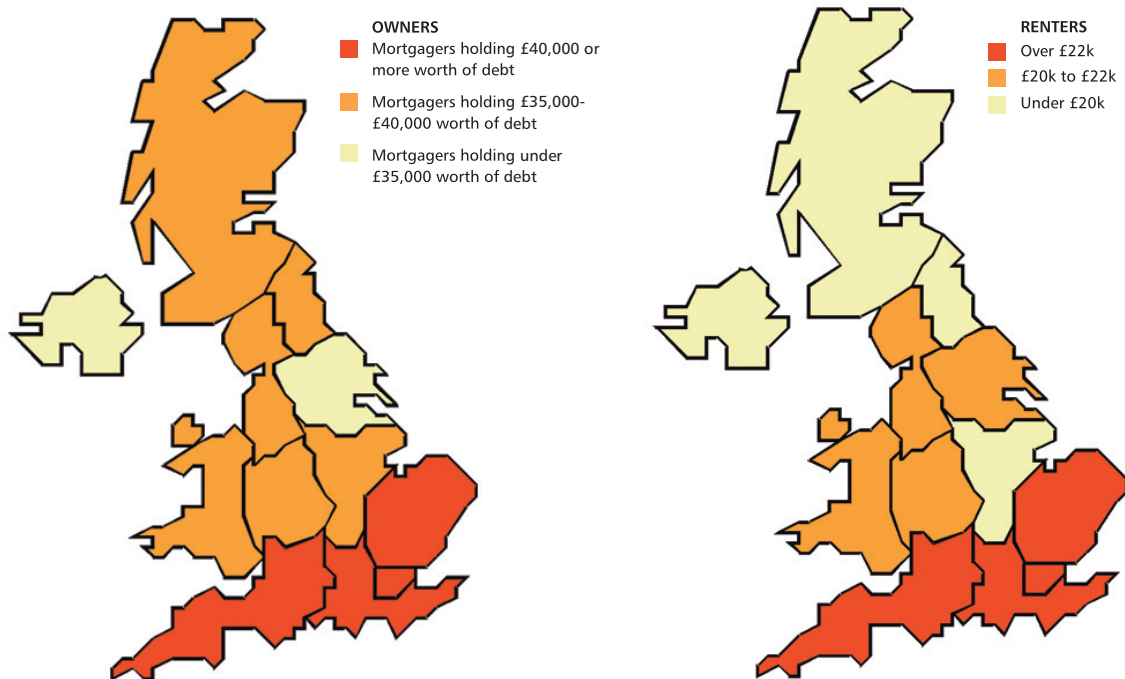 OWNERS
Mortgagers holding £40,000 or
more worth of debt
Mortgagers holding £35,000-
£40,000 worth of debt
Mortgagers holding under
£35,000 worth of debt
RENTERS
Over £22k
£20k to £22k
Under £20k